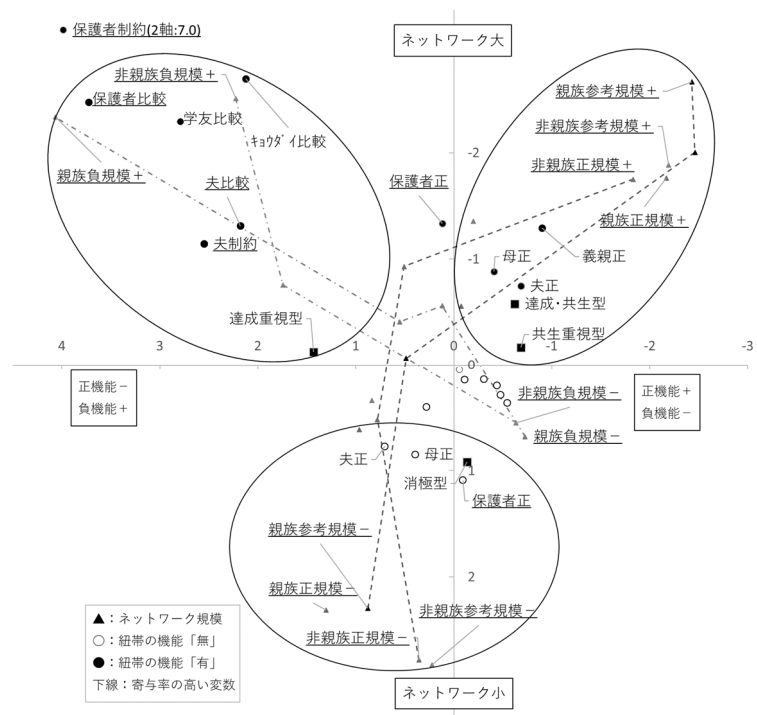 保護者制約(2軸:7.0)
ネットワーク大
非親族負規模+
保護者比較
学友比較
ｷｮｳﾀﾞｲ比較
親族負規模+
夫比較
夫制約
達成重視型
親族参考規模+
非親族参考規模+
非親族正規模+
親族正規模+
保護者正
母正
義親正
夫正
達成・共生型
共生重視型
-2
-1
4
3
2
1
0
-1
-2
-3
0
正機能－
負機能+
正機能+
負機能－
非親族負規模－
親族負規模－
夫正
母正
消極型
1
保護者正
親族参考規模－
2
親族正規模－
非親族参考規模－
非親族正規模－
▲：ネットワーク規模
○：紐帯の機能「無」
●：紐帯の機能「有」
下線：寄与率の高い変数
ネットワーク小